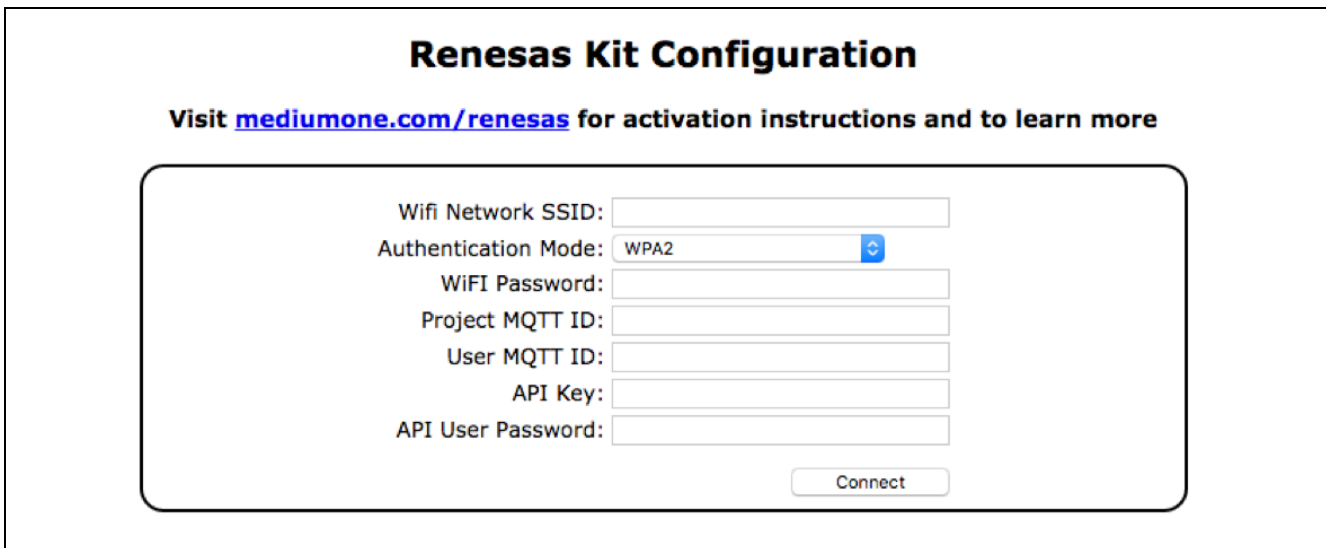 Renesas Kit Configuration
Visit mediumone.com/renesas for activation instructions and to learn more
Wifi Network SSID:
Authentication Mode: WPA2
WiFI Password:
Project MQTT ID:
User MQTT ID:
API Key:
API User Password:
Connect